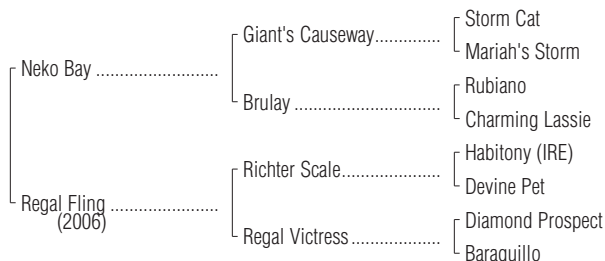 Storm Cat
Giant's Causeway..............
Mariah's Storm
Neko Bay ..........................
Rubiano
Brulay ...............................
Charming Lassie
Habitony (IRE)
Richter Scale.....................
Devine Pet
Regal Fling .......................
(2006)
Diamond Prospect
Regal Victress ...................
Baraguillo